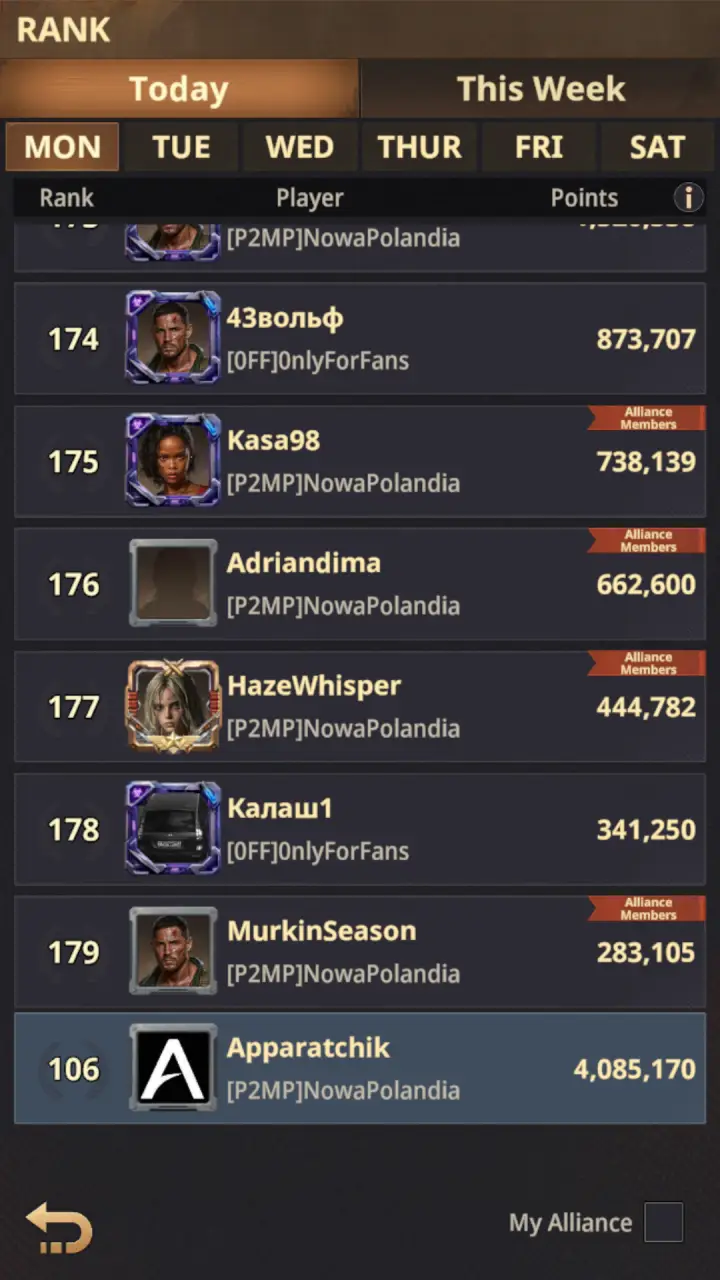 RANK
Today
This Week
MON TUE WED THUR FRI SAT
Rank Player Points i
[P2MP]NowaPolandia
174 43вольф 873,707
[0FF]0nlyForFans
Alliance Members
175 Kasa98 738,139
[P2MP]NowaPolandia
Alliance Members
176 Adriandima 662,600
[P2MP]NowaPolandia
Alliance Members
177 HazeWhisper 444,782
[P2MP]NowaPolandia
178 Калаш1 341,250
[0FF]0nlyForFans
Alliance Members
179 MurkinSeason 283,105
[P2MP]NowaPolandia
106 Apparatchik 4,085,170
[P2MP]NowaPolandia
My Alliance